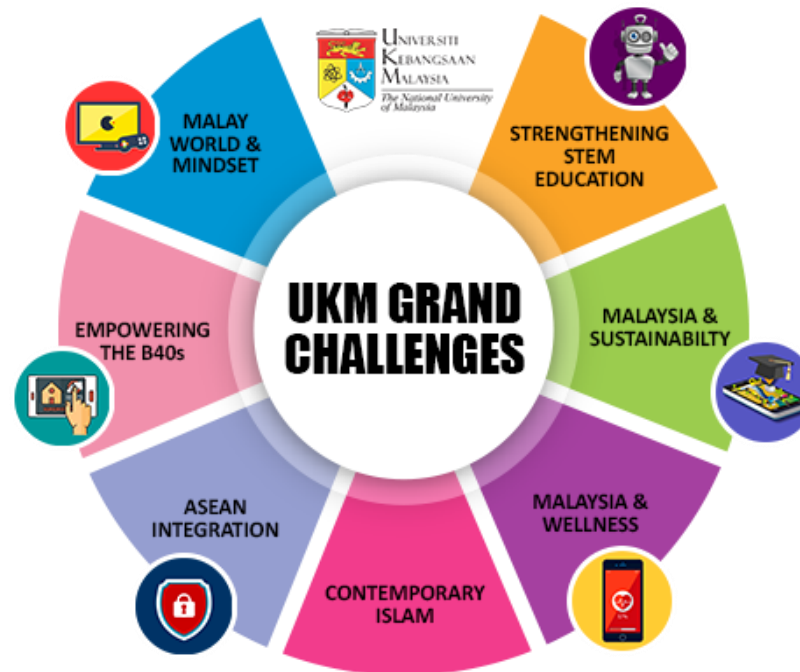 UNIVERSITI
KEBANGSAAN
MALAYSIA
The National University
of Malaysia
MALAY
WORLD &
MINDSET
STRENGTHENING
STEM
EDUCATION
UKM GRAND
CHALLENGES
EMPOWERING
THE B40s
MALAYSIA &
SUSTAINABILTY
ASEAN
INTEGRATION
MALAYSIA &
WELLNESS
CONTEMPORARY
ISLAM